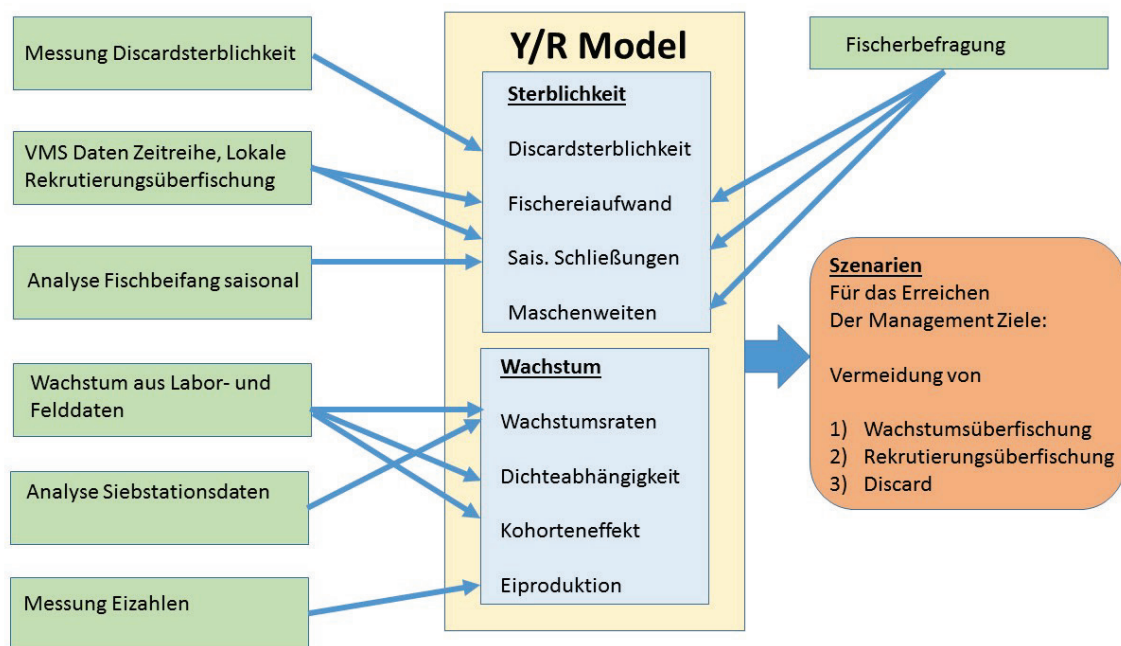 Messung Discardsterblichkeit
VMS Daten Zeitreihe, Lokale
Rekrutierungsüberfischung
Analyse Fischbeifang saisonal
Wachstum aus Labor- und
Felddaten
Analyse Siebstationsdaten
Messung Eizahlen
Y/R Model
Sterblichkeit
Discardsterblichkeit
Fischereiaufwand
Sais. Schließungen
Maschenweiten
Wachstum
Wachstumsraten
Dichteabhängigkeit
Kohorteneffekt
Eiproduktion
Fischerbefragung
Szenarien
Für das Erreichen
Der Management Ziele:
Vermeidung von
1) Wachstumsüberfischung
2) Rekrutierungsüberfischung
3) Discard